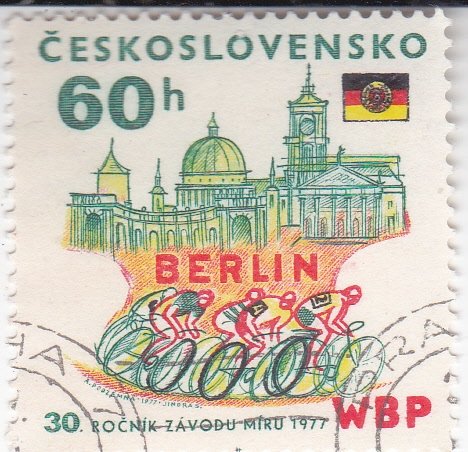 ČESKOSLOVENSKO
60h
BERLIN
30. ROČNÍK ZÁVODU MÍRU 1977
WBP